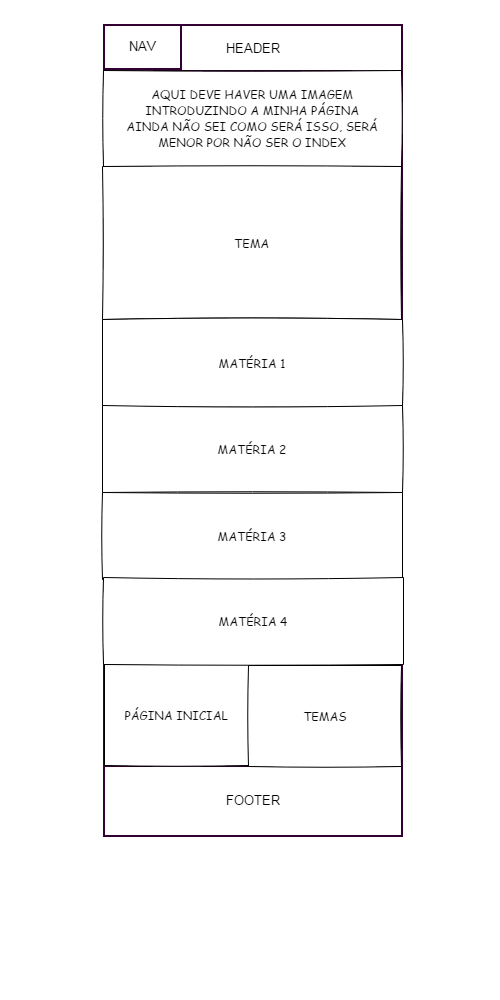 NAV
HEADER
AQUI DEVE HAVER UMA IMAGEM
INTRODUZINDO A MINHA PÁGINA
AINDA NÃO SEI COMO SERÁ ISSO, SERÁ
MENOR POR NÃO SER O INDEX
TEMA
MATÉRIA 1
MATÉRIA 2
MATÉRIA 3
MATÉRIA 4
PÁGINA INICIAL
TEMAS
FOOTER